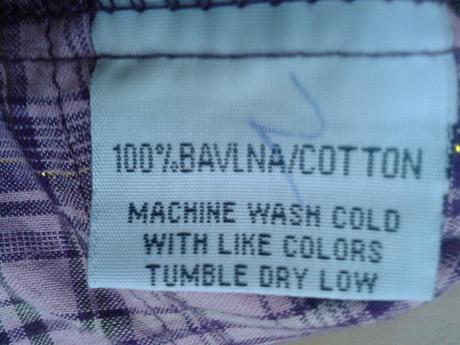 100%BAVLNA/COTTON
MACHINE WASH COLD
WITH LIKE COLORS
TUMBLE DRY LOW